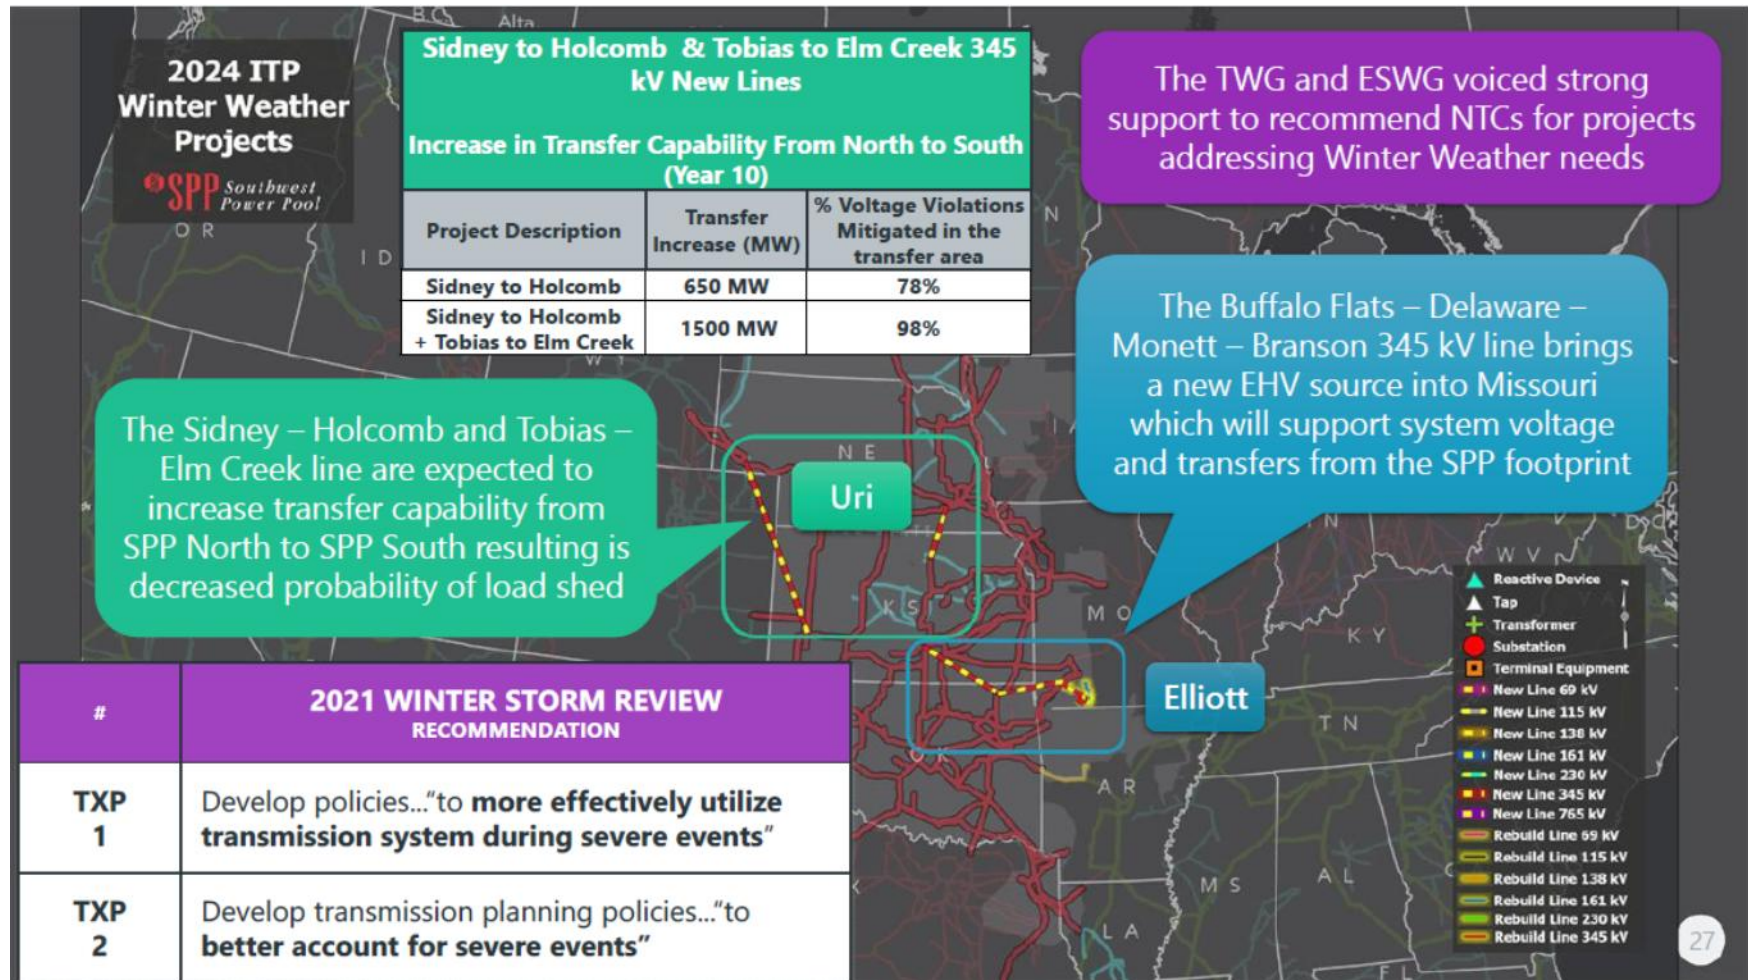 B.C.
Alta.
2024 ITP
Winter Weather
Projects
SPP Southwest
Power Pool
Sidney to Holcomb & Tobias to Elm Creek 345
kV New Lines
Increase in Transfer Capability From North to South
(Year 10)
Project Description
Transfer
Increase (MW)
% Voltage Violations
Mitigated in the
transfer area
Sidney to Holcomb
650 MW
78%
Sidney to Holcomb
+ Tobias to Elm Creek
1500 MW
98%
The TWG and ESWG voiced strong
support to recommend NTCs for projects
addressing Winter Weather needs
The Buffalo Flats – Delaware –
Monett – Branson 345 kV line brings
a new EHV source into Missouri
which will support system voltage
and transfers from the SPP footprint
The Sidney – Holcomb and Tobias –
Elm Creek line are expected to
increase transfer capability from
SPP North to SPP South resulting is
decreased probability of load shed
Uri
Elliott
OR
ID
WY
NE
IA
KS
MO
OK
AR
LA
MS
AL
TN
KY
WV
VA
FL
IN
Reactive Device
Tap
Transformer
Substation
Terminal Equipment
New Line 69 kV
New Line 115 kV
New Line 138 kV
New Line 161 kV
New Line 230 kV
New Line 345 kV
New Line 765 kV
Rebuild Line 69 kV
Rebuild Line 115 kV
Rebuild Line 138 kV
Rebuild Line 161 kV
Rebuild Line 230 kV
Rebuild Line 345 kV
#
2021 WINTER STORM REVIEW
RECOMMENDATION
TXP
1
Develop policies..."to more effectively utilize
transmission system during severe events"
TXP
2
Develop transmission planning policies..."to
better account for severe events”
27